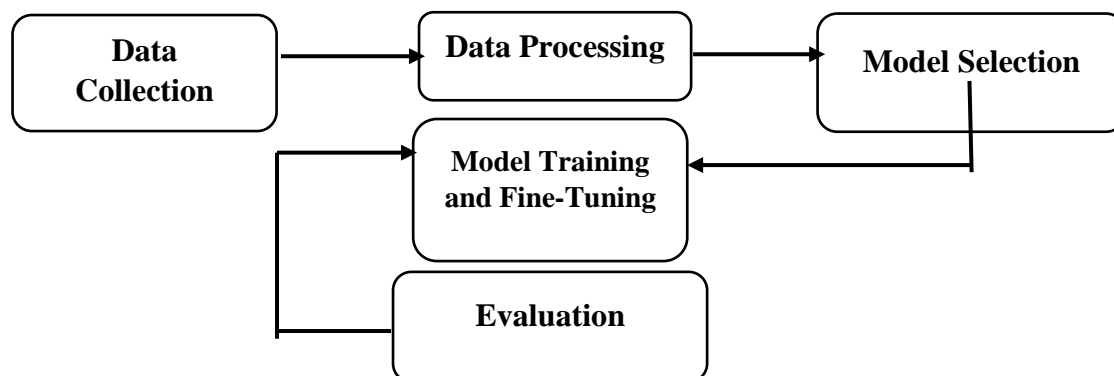 Data
Collection
Data Processing
Model Selection
Model Training
and Fine-Tuning
Evaluation